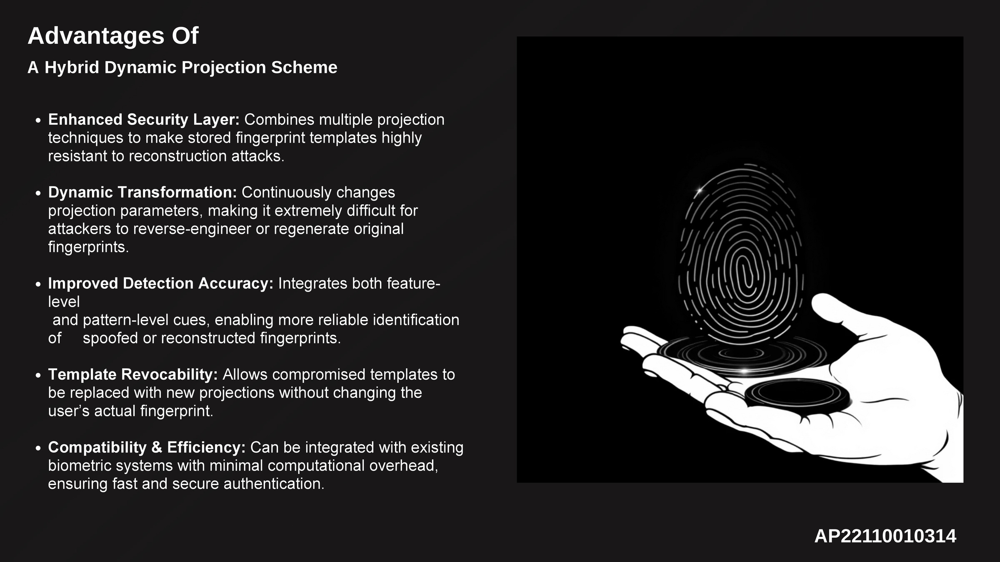 Advantages Of
A Hybrid Dynamic Projection Scheme
• Enhanced Security Layer: Combines multiple projection
techniques to make stored fingerprint templates highly
resistant to reconstruction attacks.
• Dynamic Transformation: Continuously changes
projection parameters, making it extremely difficult for
attackers to reverse-engineer or regenerate original
fingerprints.
• Improved Detection Accuracy: Integrates both feature-
level
and pattern-level cues, enabling more reliable identification
of spoofed or reconstructed fingerprints.
• Template Revocability: Allows compromised templates to
be replaced with new projections without changing the
user’s actual fingerprint.
• Compatibility & Efficiency: Can be integrated with existing
biometric systems with minimal computational overhead,
ensuring fast and secure authentication.
AP22110010314